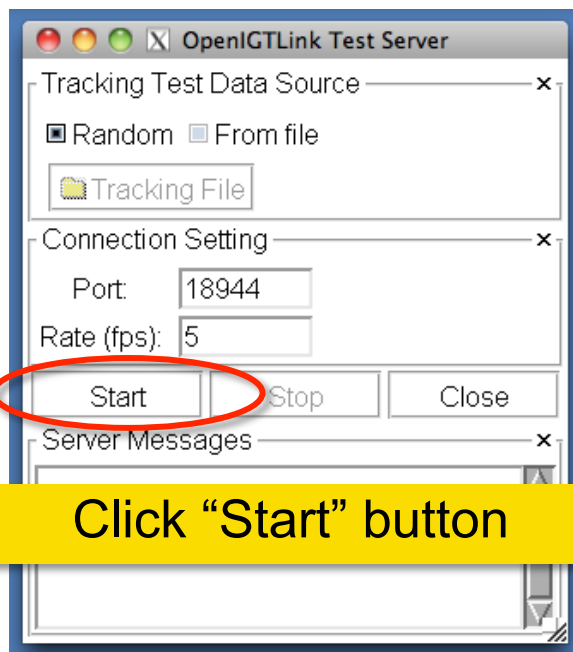 OpenIGTLink Test Server
Tracking Test Data Source
Random From file
Tracking File
Connection Setting
Port: 18944
Rate (fps): 5
Start Stop Close
Server Messages
Click “Start” button